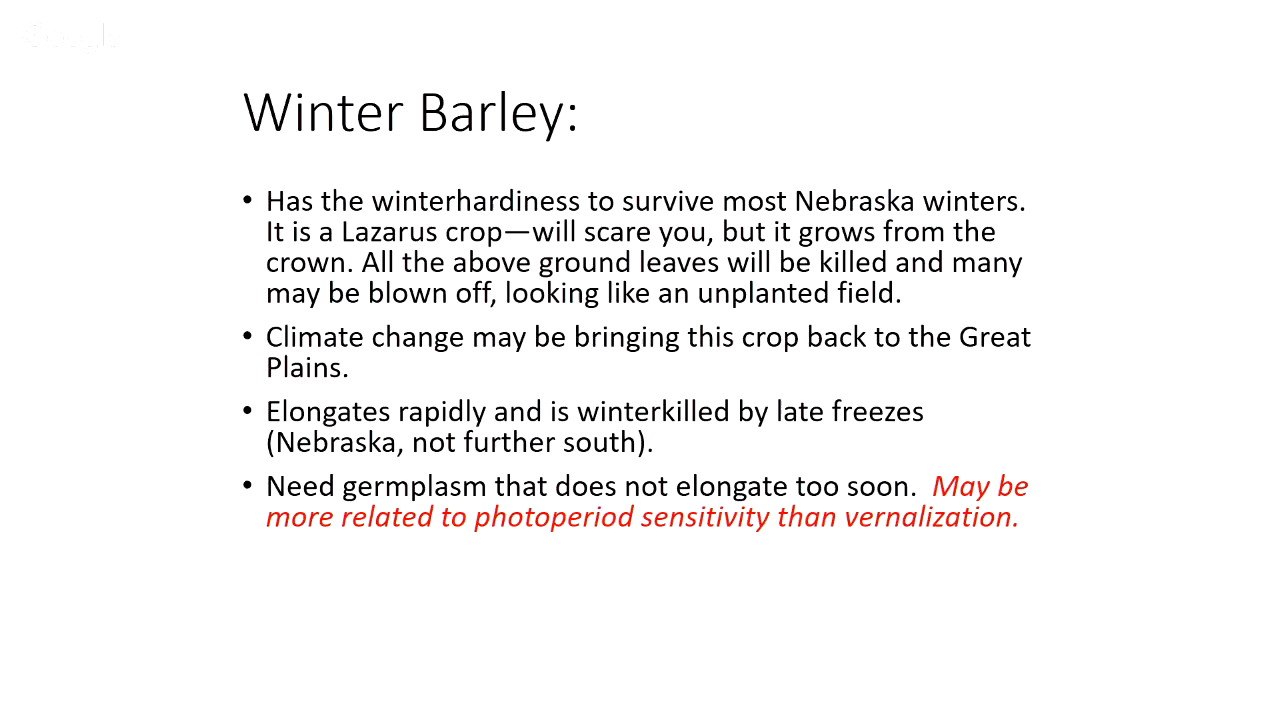 Winter Barley:
• Has the winterhardiness to survive most Nebraska winters.
It is a Lazarus crop—will scare you, but it grows from the
crown. All the above ground leaves will be killed and many
may be blown off, looking like an unplanted field.
• Climate change may be bringing this crop back to the Great
Plains.
• Elongates rapidly and is winterkilled by late freezes
(Nebraska, not further south).
• Need germplasm that does not elongate too soon. May be
more related to photoperiod sensitivity than vernalization.